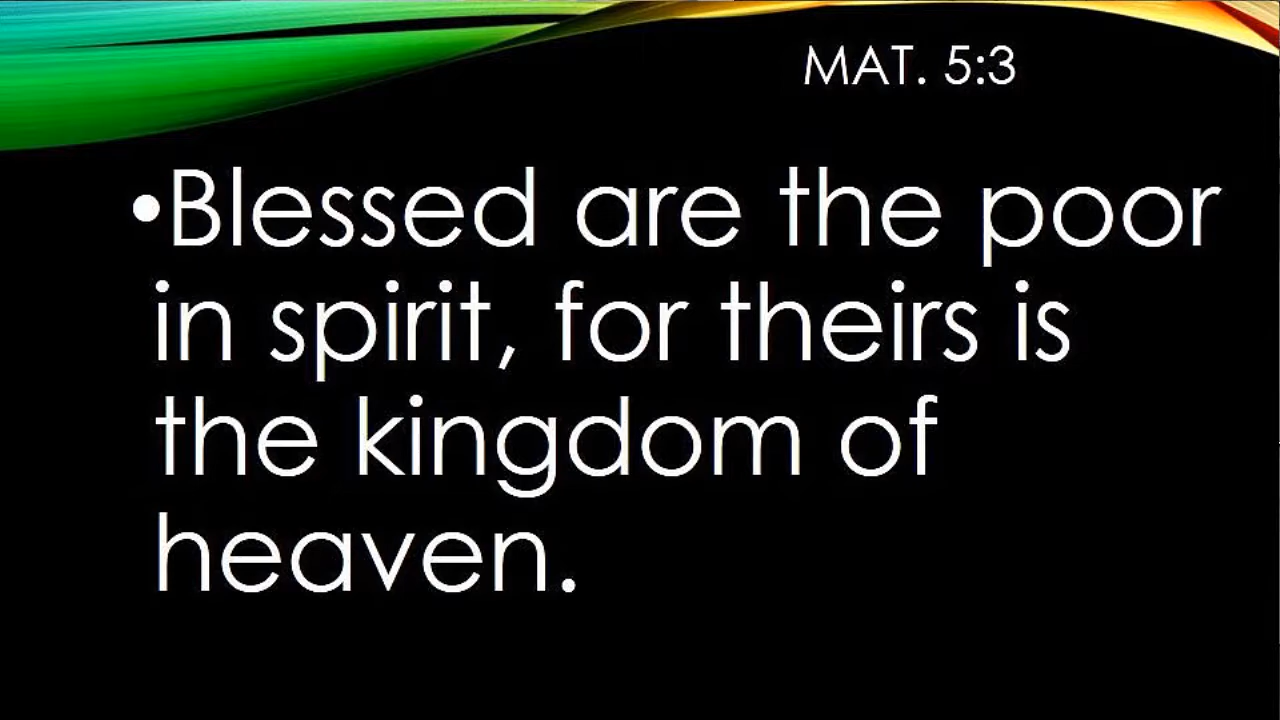 MAT. 5:3
•Blessed are the poor
in spirit, for theirs is
the kingdom of
heaven.